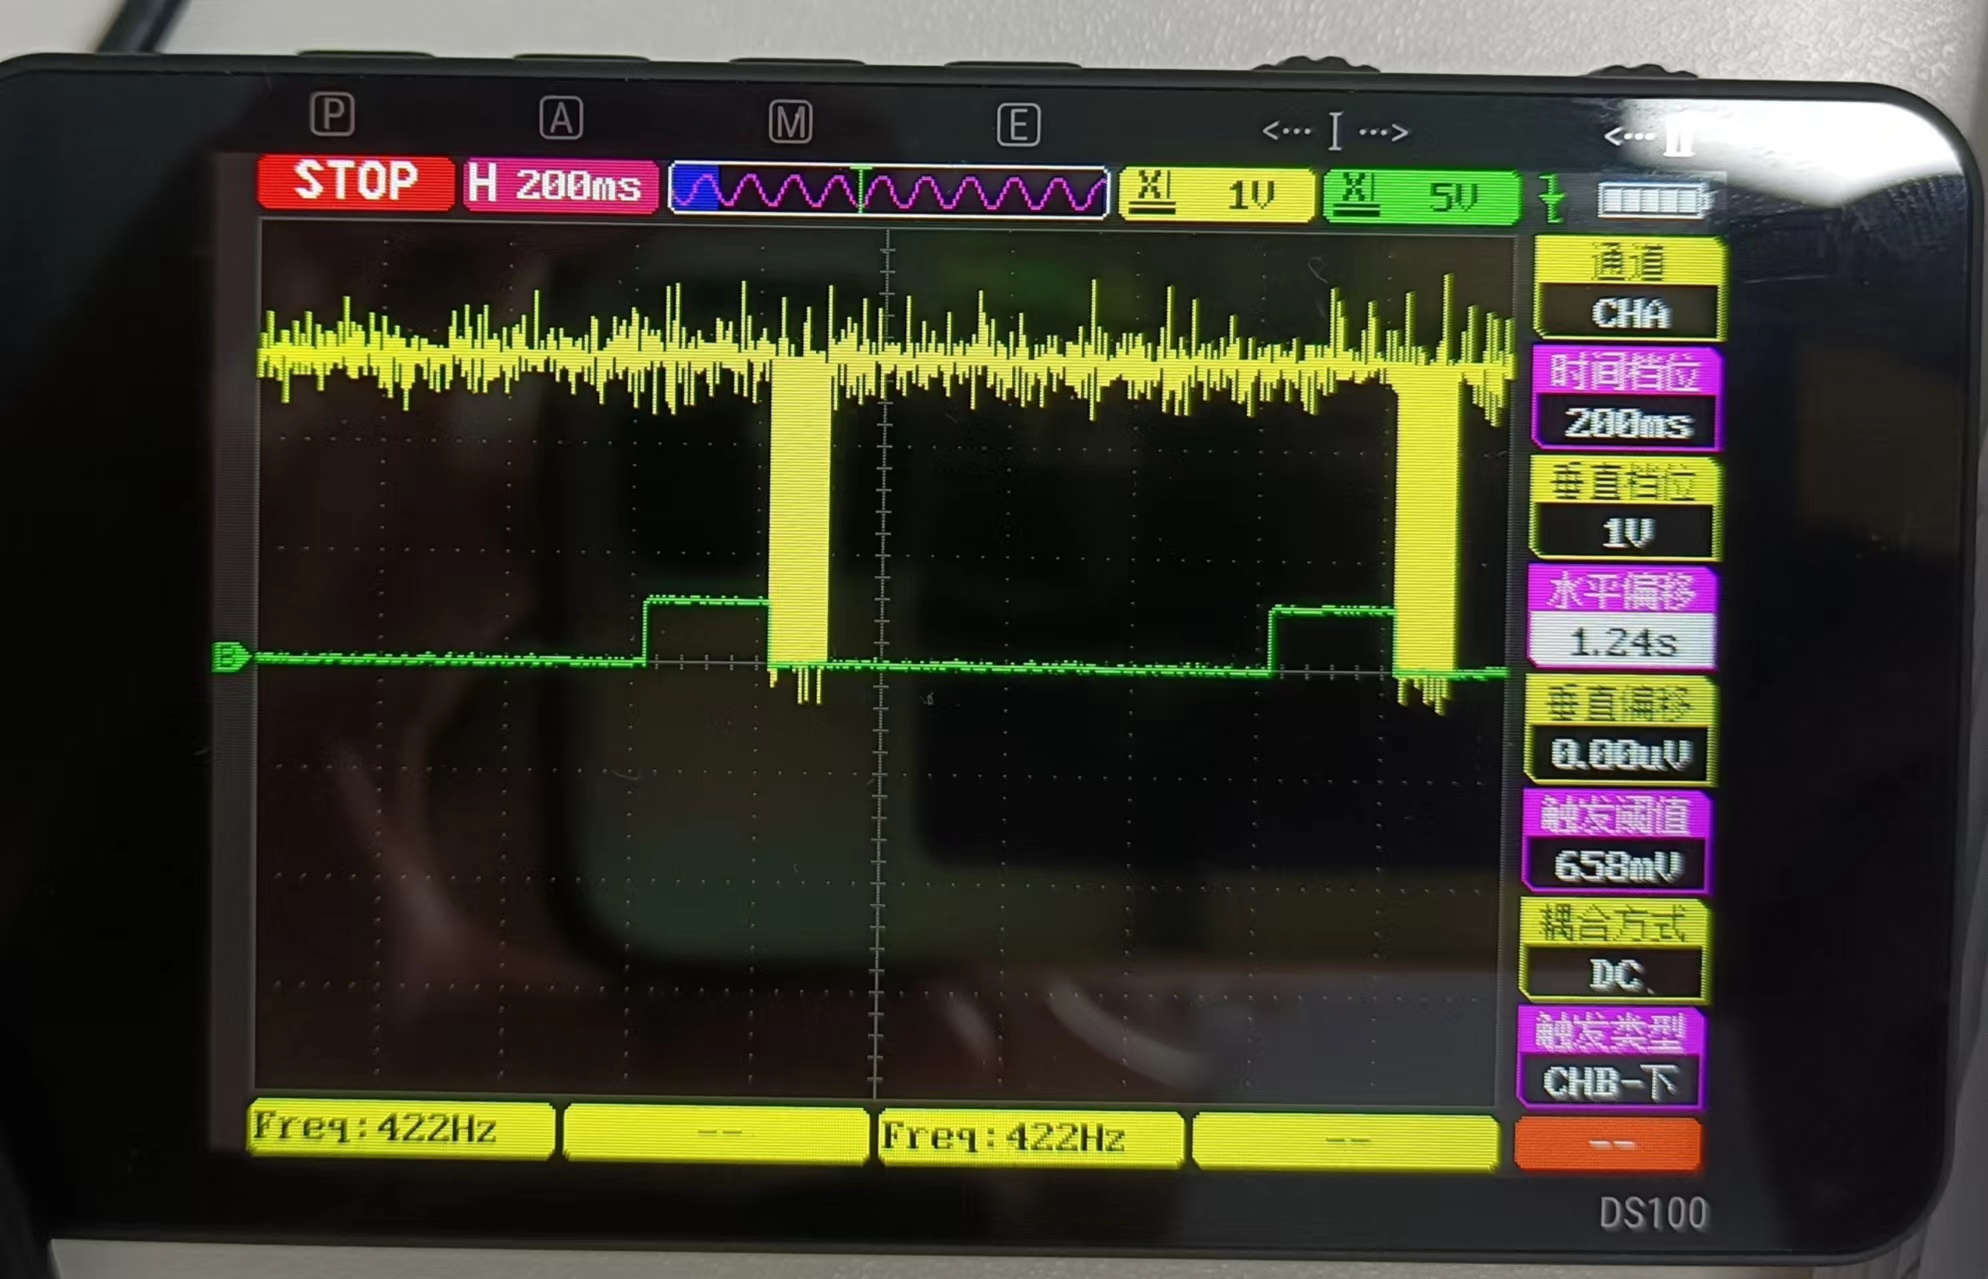 P A M E <··· I ···> <··· II
STOP H 200ms X1 1V X1 5V
通道
CHA
时间档位
200ms
垂直档位
1V
水平偏移
1.24s
垂直偏移
0.00uV
触发阈值
658mV
耦合方式
DC
触发类型
CHB-下
B
Freq:422Hz -- Freq:422Hz -- --
DS100